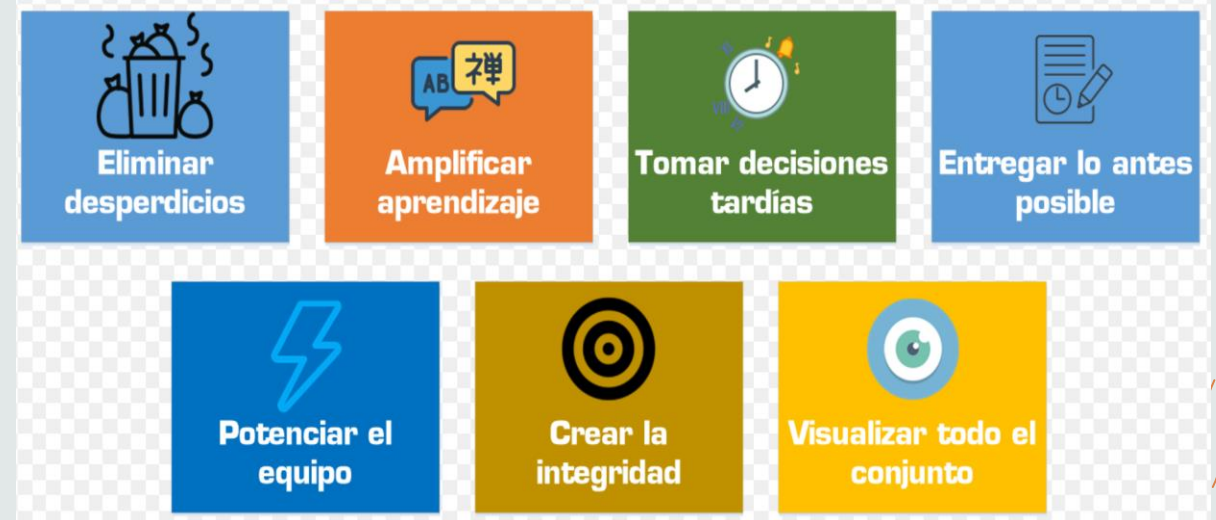 AB 禅
Eliminar
desperdicios
Amplificar
aprendizaje
Tomar decisiones
tardías
Entregar lo antes
posible
Potenciar el
equipo
Crear la
integridad
Visualizar todo el
conjunto